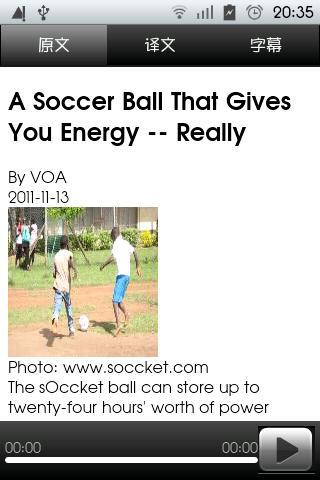 20:35
原文 译文 字幕
A Soccer Ball That Gives
You Energy -- Really
By VOA
2011-11-13
Photo: www.soccket.com
The sOccket ball can store up to
twenty-four hours' worth of power
00:00 00:00